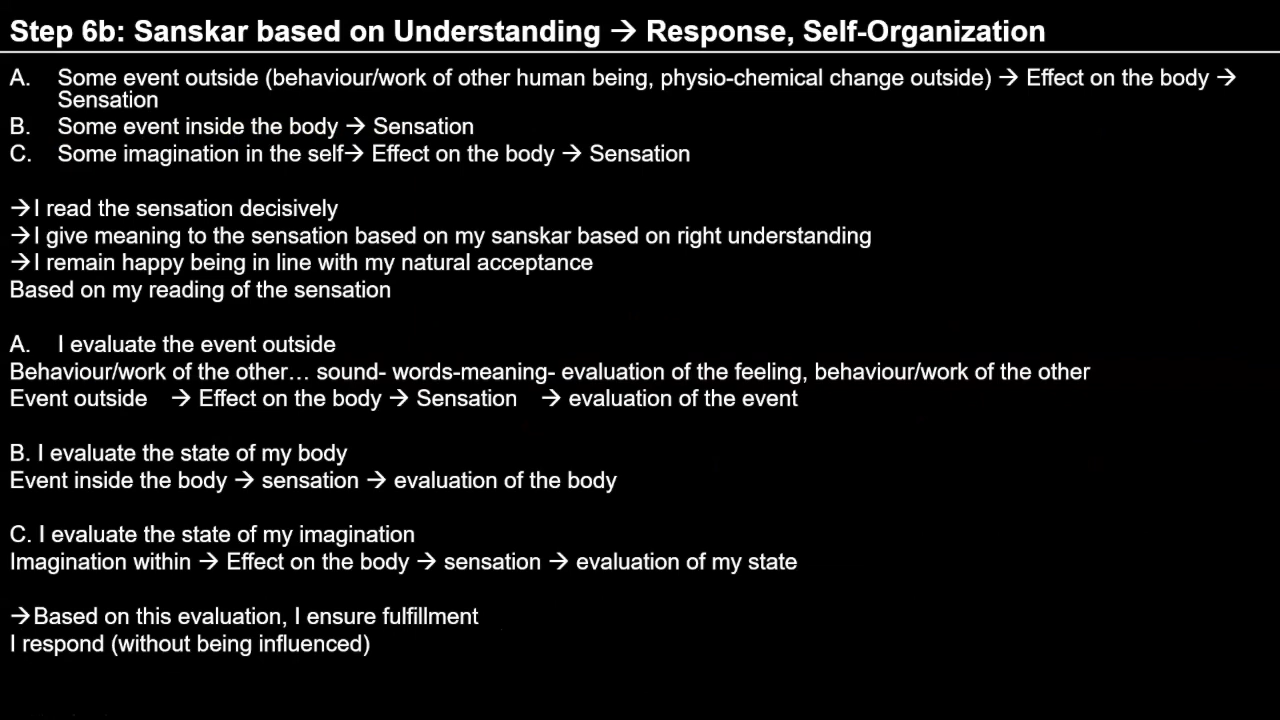 Step 6b: Sanskar based on Understanding → Response, Self-Organization
A. Some event outside (behaviour/work of other human being, physio-chemical change outside) → Effect on the body →
Sensation
B. Some event inside the body → Sensation
C. Some imagination in the self→ Effect on the body → Sensation
→I read the sensation decisively
→I give meaning to the sensation based on my sanskar based on right understanding
→I remain happy being in line with my natural acceptance
Based on my reading of the sensation
A. I evaluate the event outside
Behaviour/work of the other… sound- words-meaning- evaluation of the feeling, behaviour/work of the other
Event outside → Effect on the body → Sensation → evaluation of the event
B. I evaluate the state of my body
Event inside the body → sensation → evaluation of the body
C. I evaluate the state of my imagination
Imagination within → Effect on the body → sensation → evaluation of my state
→Based on this evaluation, I ensure fulfillment
I respond (without being influenced)